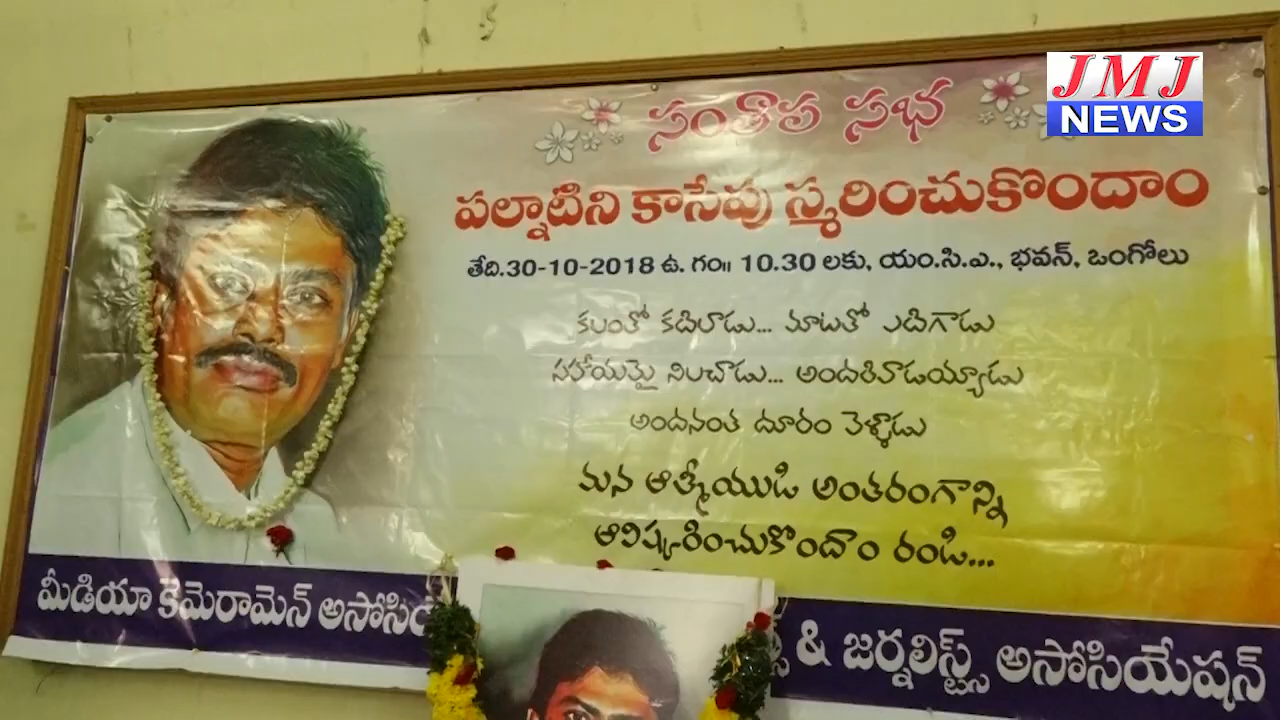 JMJ
NEWS
సంతాప సభ
పల్నాటిని కాసేపు స్మరించుకొందాం
తేది.30-10-2018 ఉ. గం॥ 10.30 లకు, యం.సి.ఎ., భవన్, ఒంగోలు
కలంతో కదిలాడు... మాటతో ఎదిగాడు
సహాయమై నిలచాడు... అందరివాడయ్యాడు
అందనంత దూరం వెళ్ళాడు
మన ఆత్మీయుడి అంతరంగాన్ని
ఆవిష్కరించుకొందాం రండి...
మీడియా కెమెరామెన్ & జర్నలిస్ట్స్ అసోసియేషన్